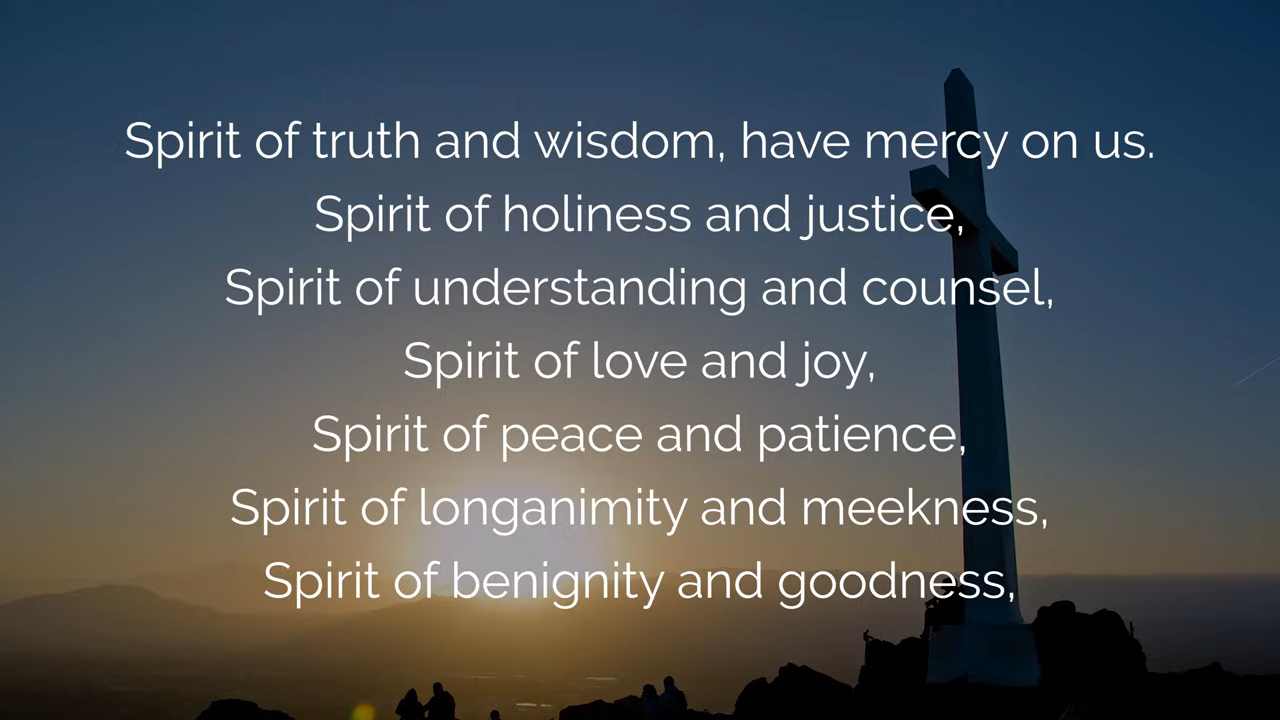 Spirit of truth and wisdom, have mercy on us.
Spirit of holiness and justice,
Spirit of understanding and counsel,
Spirit of love and joy,
Spirit of peace and patience,
Spirit of longanimity and meekness,
Spirit of benignity and goodness,